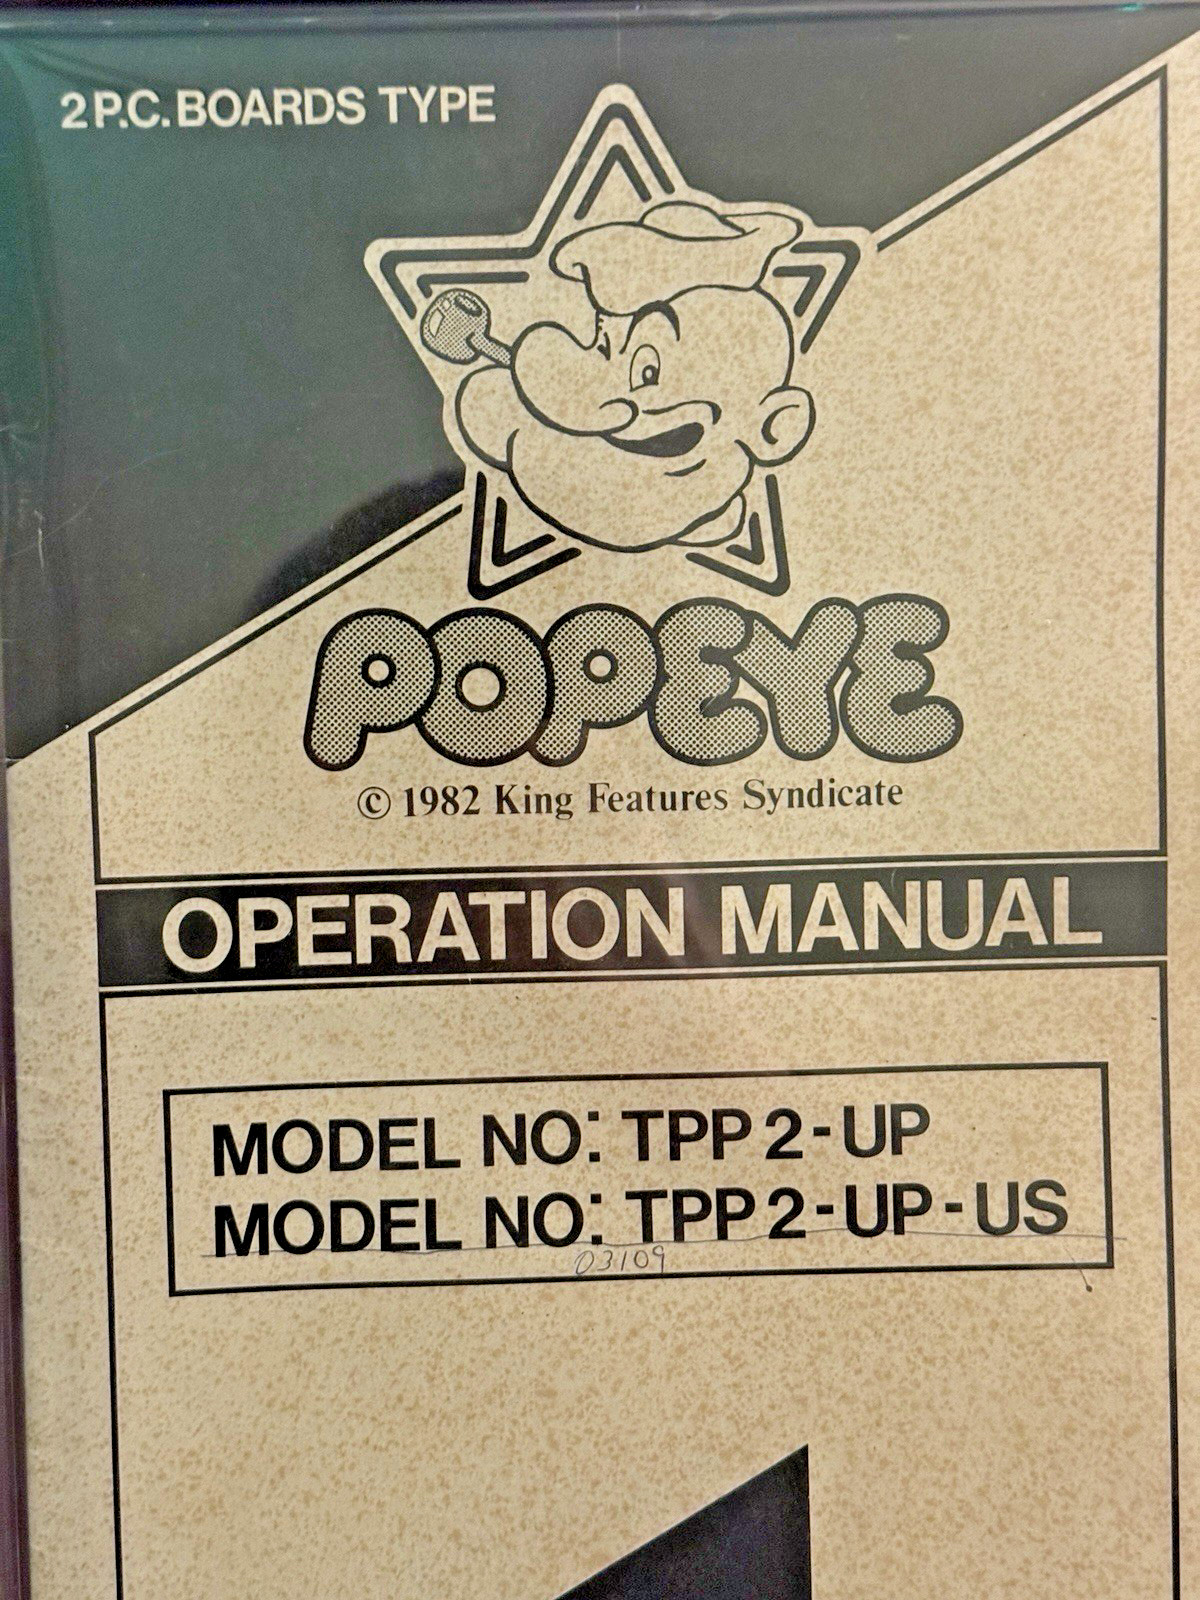 2 P.C. BOARDS TYPE
POPEYE
© 1982 King Features Syndicate
OPERATION MANUAL
MODEL NO: TPP 2-UP
MODEL NO: TPP 2-UP-US
03109